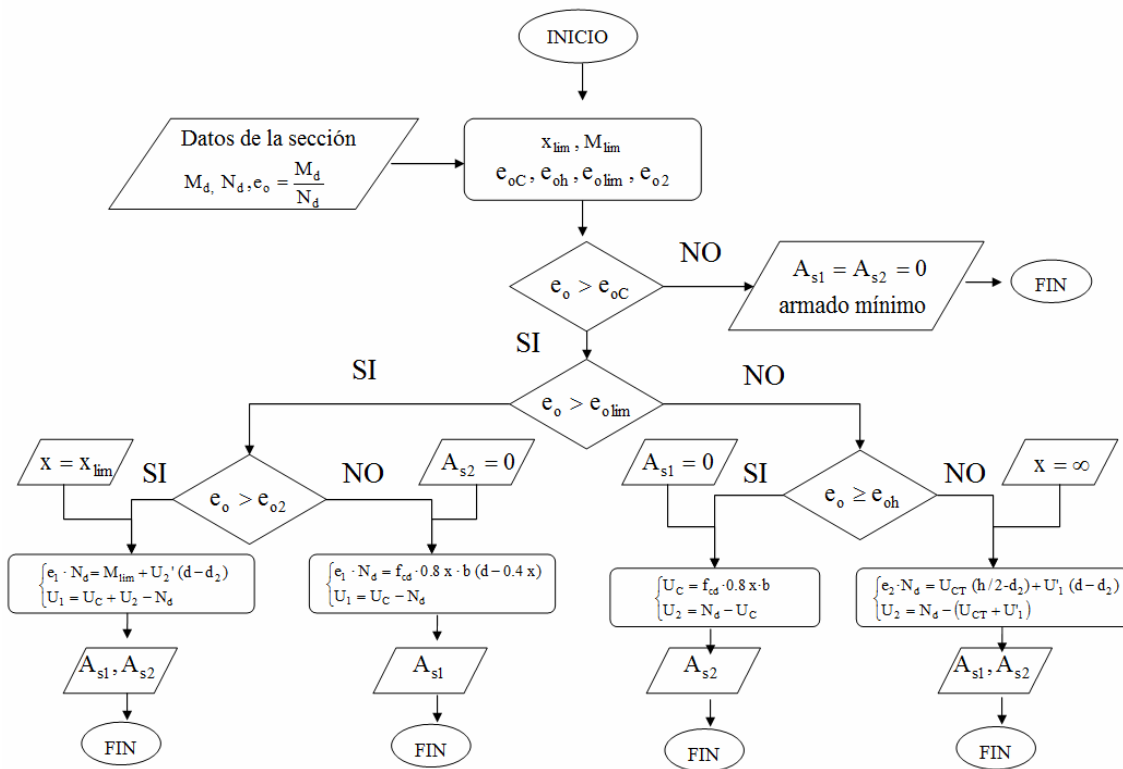 INICIO
Datos de la sección
M_d, N_d, e_o = M_d / N_d
x_lim , M_lim
e_oC , e_oh , e_olim , e_o2
e_o > e_oC
NO
A_s1 = A_s2 = 0
armado mínimo
FIN
SI
e_o > e_olim
SI
NO
x = x_lim
SI
e_o > e_o2
NO
A_s2 = 0
A_s1 = 0
SI
e_o ≥ e_oh
NO
x = ∞
e_1 · N_d = M_lim + U_2' (d − d_2)
U_1 = U_C + U_2 − N_d
e_1 · N_d = f_cd · 0.8 x · b (d − 0.4 x)
U_1 = U_C − N_d
U_C = f_cd · 0.8 x · b
U_2 = N_d − U_C
e_2 · N_d = U_CT (h/2-d_2) + U'_1 (d − d_2)
U_2 = N_d − (U_CT + U'_1)
A_s1 , A_s2
A_s1
A_s2
A_s1 , A_s2
FIN
FIN
FIN
FIN